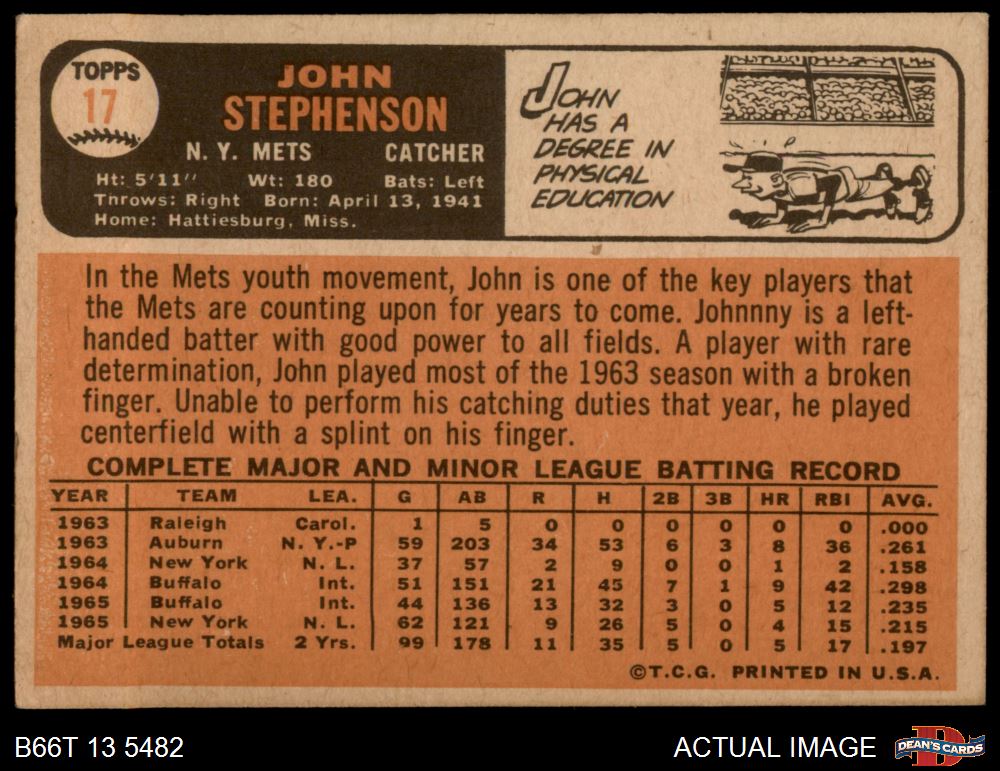 TOPPS
17
JOHN
STEPHENSON
N. Y. METS CATCHER
Ht: 5'11" Wt: 180 Bats: Left
Throws: Right Born: April 13, 1941
Home: Hattiesburg, Miss.
JOHN
HAS A
DEGREE IN
PHYSICAL
EDUCATION
In the Mets youth movement, John is one of the key players that
the Mets are counting upon for years to come. Johnnny is a left-
handed batter with good power to all fields. A player with rare
determination, John played most of the 1963 season with a broken
finger. Unable to perform his catching duties that year, he played
centerfield with a splint on his finger.
COMPLETE MAJOR AND MINOR LEAGUE BATTING RECORD
YEAR TEAM LEA. G AB R H 2B 3B HR RBI AVG.
1963 Raleigh Carol. 1 5 0 0 0 0 0 0 .000
1963 Auburn N. Y.-P 59 203 34 53 6 3 8 36 .261
1964 New York N. L. 37 57 2 9 0 0 1 2 .158
1964 Buffalo Int. 51 151 21 45 7 1 9 42 .298
1965 Buffalo Int. 44 136 13 32 3 0 5 12 .235
1965 New York N. L. 62 121 9 26 5 0 4 15 .215
Major League Totals 2 Yrs. 99 178 11 35 5 0 5 17 .197
©T.C.G. PRINTED IN U.S.A.
B66T 13 5482
ACTUAL IMAGE
DEAN'S CARDS